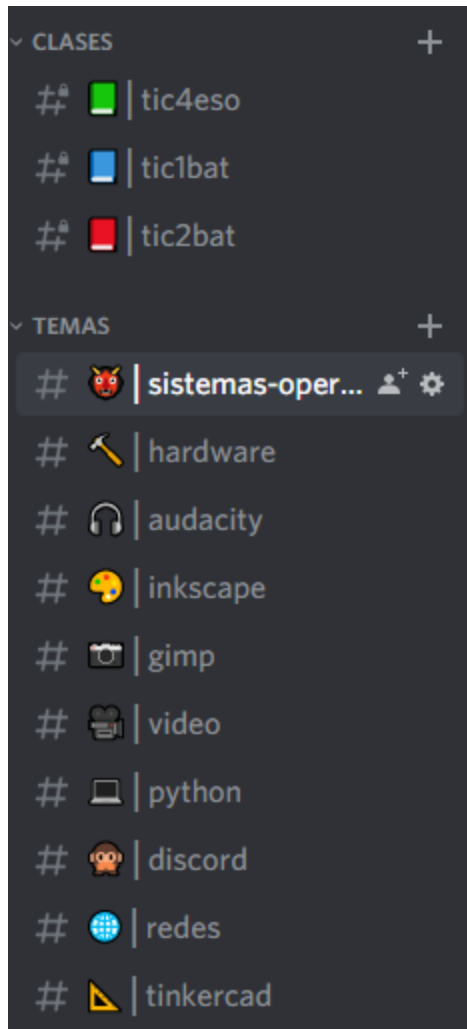 CLASES
# 📗 | tic4eso
# 📘 | tic1bat
# 📕 | tic2bat
TEMAS
# 👹 | sistemas-oper...
# 🔨 | hardware
# 🎧 | audacity
# 🎨 | inkscape
# 📷 | gimp
# 🎥 | video
# 💻 | python
# 🙊 | discord
# 🌐 | redes
# 📐 | tinkercad